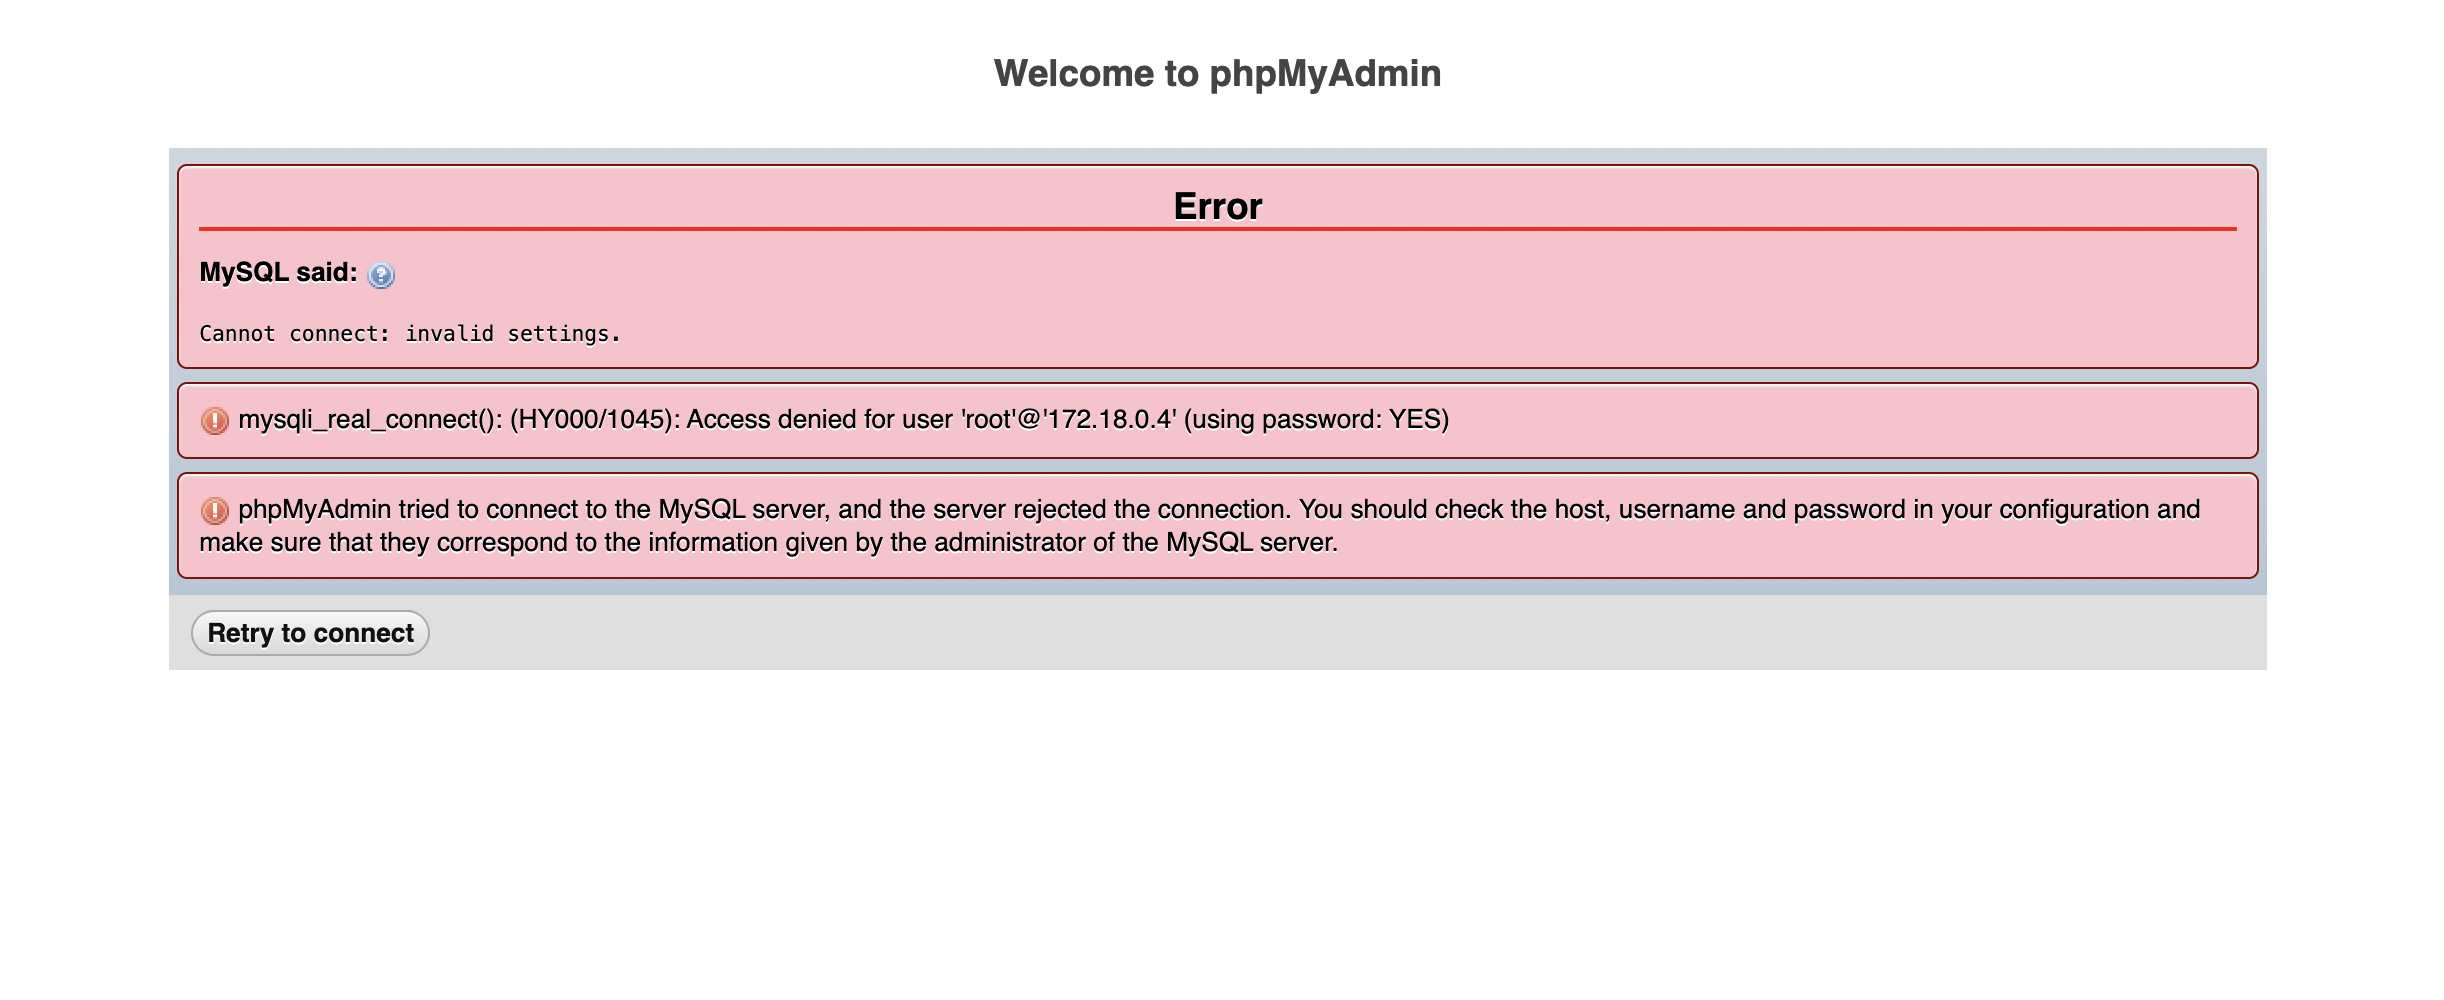 Welcome to phpMyAdmin
Error
MySQL said:
Cannot connect: invalid settings.
mysqli_real_connect(): (HY000/1045): Access denied for user 'root'@'172.18.0.4' (using password: YES)
phpMyAdmin tried to connect to the MySQL server, and the server rejected the connection. You should check the host, username and password in your configuration and
make sure that they correspond to the information given by the administrator of the MySQL server.
Retry to connect